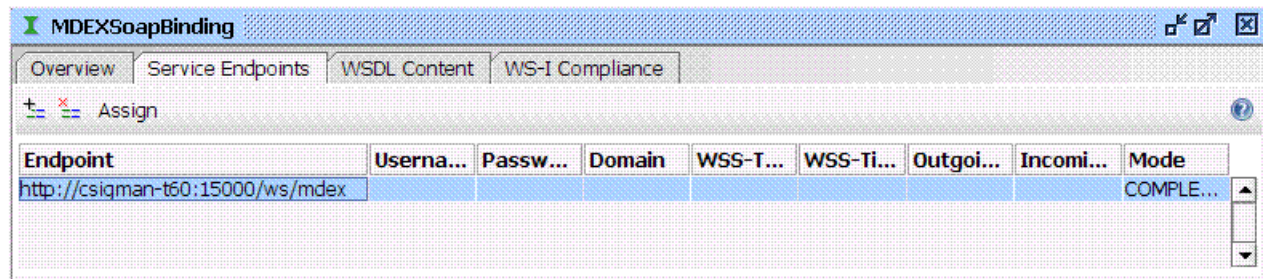 MDEXSoapBinding
Overview Service Endpoints WSDL Content WS-I Compliance
Assign
Endpoint Userna... Passw... Domain WSS-T... WSS-Ti... Outgoi... Incomi... Mode
http://csigman-t60:15000/ws/mdex COMPLE...